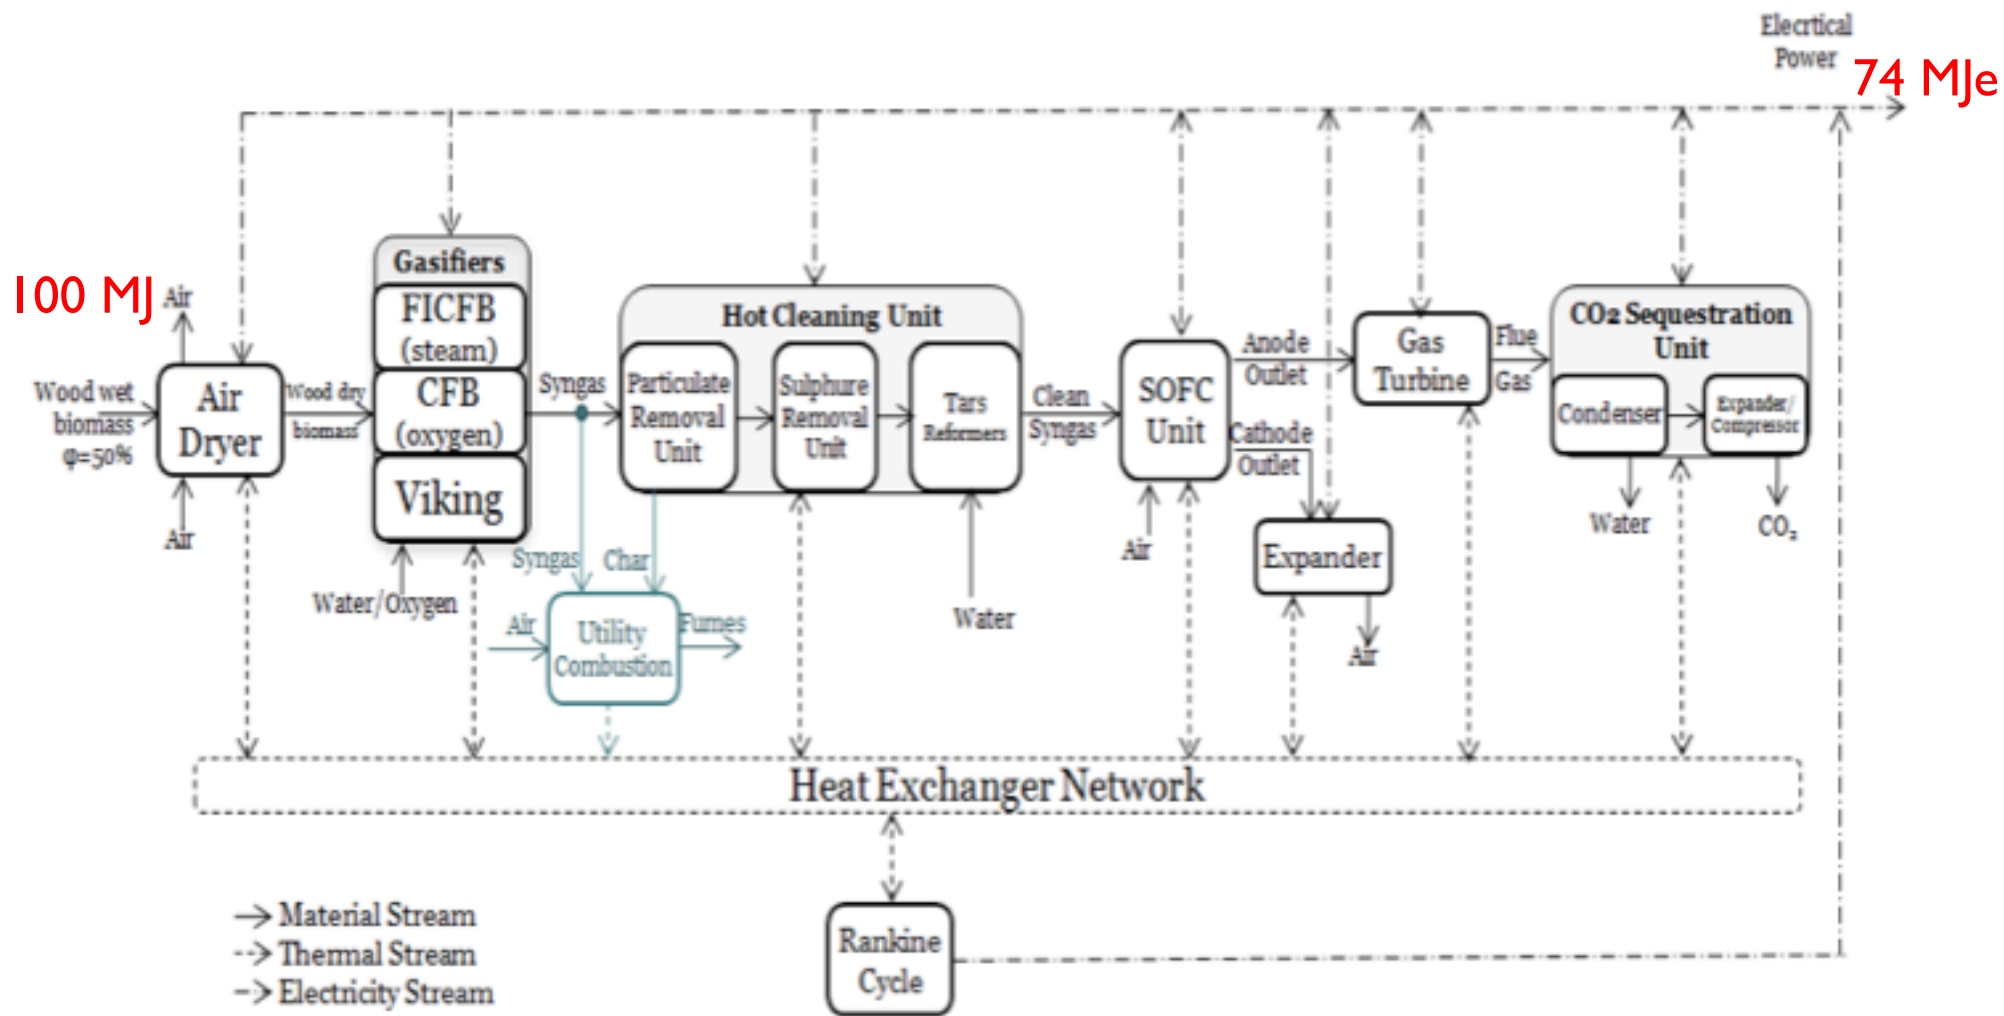 Elecrtical
Power
74 MJe
100 MJ
Air
Wood wet
biomass
φ=50%
Air
Dryer
Air
Wood dry
biomass
Gasifiers
FICFB
(steam)
CFB
(oxygen)
Viking
Water/Oxygen
Syngas
Syngas
Char
Air
Utility
Combustion
Fumes
Hot Cleaning Unit
Particulate
Removal
Unit
Sulphure
Removal
Unit
Tars
Reformers
Water
Clean
Syngas
SOFC
Unit
Air
Anode
Outlet
Cathode
Outlet
Expander
Air
Gas
Turbine
Flue
Gas
CO2 Sequestration
Unit
Condenser
Expander/
Compressor
Water
CO₂
Heat Exchanger Network
Rankine
Cycle
Material Stream
Thermal Stream
Electricity Stream